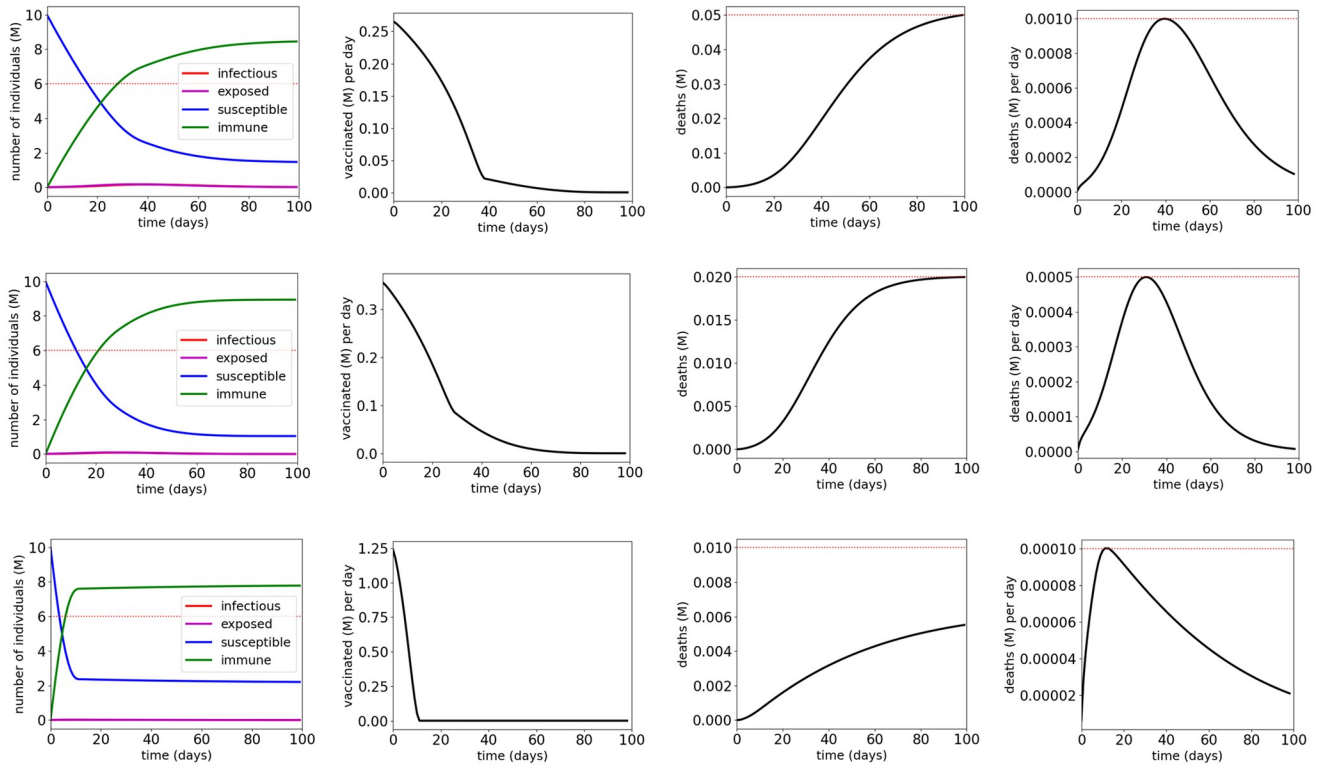 number of individuals (M)
10
8
6
4
2
0
infectious
exposed
susceptible
immune
0 20 40 60 80 100
time (days)
vaccinated (M) per day
0.25
0.20
0.15
0.10
0.05
0.00
0 20 40 60 80 100
time (days)
deaths (M)
0.05
0.04
0.03
0.02
0.01
0.00
0 20 40 60 80 100
time (days)
deaths (M) per day
0.0010
0.0008
0.0006
0.0004
0.0002
0.0000
0 20 40 60 80 100
time (days)
number of individuals (M)
10
8
6
4
2
0
infectious
exposed
susceptible
immune
0 20 40 60 80 100
time (days)
vaccinated (M) per day
0.3
0.2
0.1
0.0
0 20 40 60 80 100
time (days)
deaths (M)
0.020
0.015
0.010
0.005
0.000
0 20 40 60 80 100
time (days)
deaths (M) per day
0.0005
0.0004
0.0003
0.0002
0.0001
0.0000
0 20 40 60 80 100
time (days)
number of individuals (M)
10
8
6
4
2
0
infectious
exposed
susceptible
immune
0 20 40 60 80 100
time (days)
vaccinated (M) per day
1.25
1.00
0.75
0.50
0.25
0.00
0 20 40 60 80 100
time (days)
deaths (M)
0.010
0.008
0.006
0.004
0.002
0.000
0 20 40 60 80 100
time (days)
deaths (M) per day
0.00010
0.00008
0.00006
0.00004
0.00002
0 20 40 60 80 100
time (days)